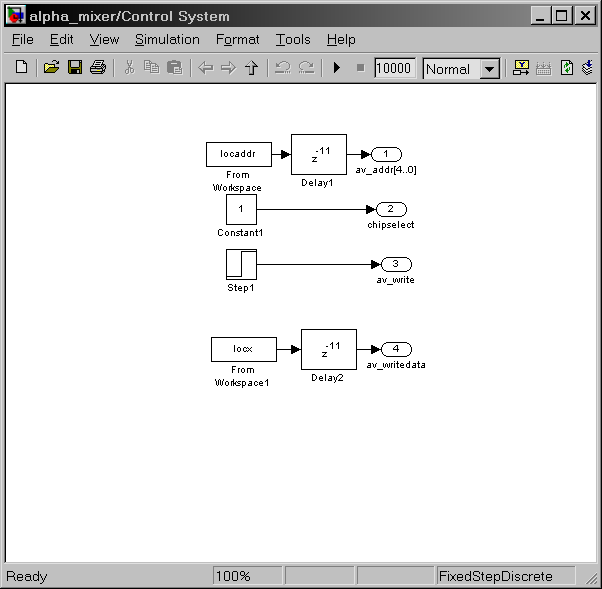 alpha_mixer/Control System
File Edit View Simulation Format Tools Help
10000 Normal
locaddr
From
Workspace
z-11
Delay1
1
av_addr[4..0]
1
Constant1
2
chipselect
Step1
3
av_write
locx
From
Workspace1
z-11
Delay2
4
av_writedata
Ready 100% FixedStepDiscrete